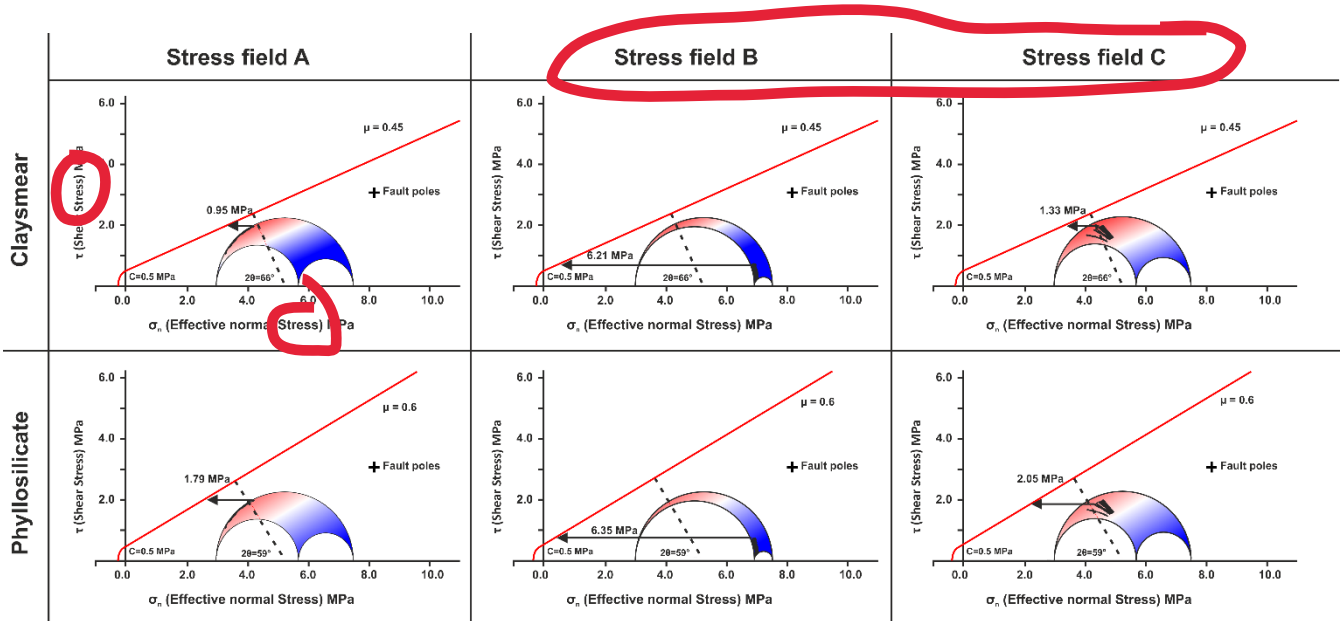 Stress field A
Stress field B
Stress field C
Claysmear
6.0
4.0
2.0
τ (Shear Stress) MPa
μ = 0.45
Fault poles
0.95 MPa
C=0.5 MPa
2θ=66°
0.0 2.0 4.0 6.0 8.0 10.0
σn (Effective normal Stress) MPa
6.0
4.0
2.0
τ (Shear Stress) MPa
μ = 0.45
Fault poles
6.21 MPa
C=0.5 MPa
2θ=66°
0.0 2.0 4.0 6.0 8.0 10.0
σn (Effective normal Stress) MPa
6.0
4.0
2.0
τ (Shear Stress) MPa
μ = 0.45
Fault poles
1.33 MPa
C=0.5 MPa
2θ=66°
0.0 2.0 4.0 6.0 8.0 10.0
σn (Effective normal Stress) MPa
Phyllosilicate
6.0
4.0
2.0
τ (Shear Stress) MPa
μ = 0.6
Fault poles
1.79 MPa
C=0.5 MPa
2θ=59°
0.0 2.0 4.0 6.0 8.0 10.0
σn (Effective normal Stress) MPa
6.0
4.0
2.0
τ (Shear Stress) MPa
μ = 0.6
Fault poles
6.35 MPa
C=0.5 MPa
2θ=59°
0.0 2.0 4.0 6.0 8.0 10.0
σn (Effective normal Stress) MPa
6.0
4.0
2.0
τ (Shear Stress) MPa
μ = 0.6
Fault poles
2.05 MPa
C=0.5 MPa
2θ=59°
0.0 2.0 4.0 6.0 8.0 10.0
σn (Effective normal Stress) MPa